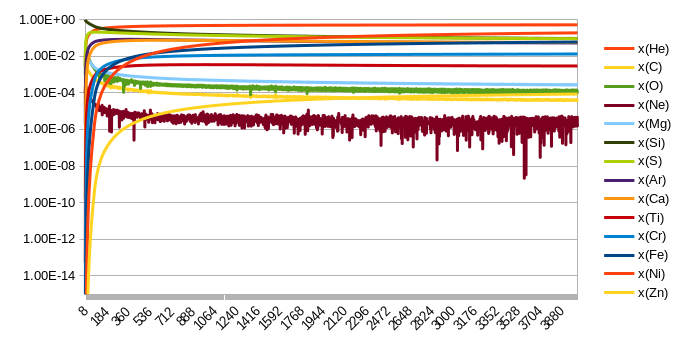 1.00E+00
1.00E-02
1.00E-04
1.00E-06
1.00E-08
1.00E-10
1.00E-12
1.00E-14
8 184 360 536 712 888 1064 1240 1416 1592 1768 1944 2120 2296 2472 2648 2824 3000 3176 3352 3528 3704 3880
x(He)
x(C)
x(O)
x(Ne)
x(Mg)
x(Si)
x(S)
x(Ar)
x(Ca)
x(Ti)
x(Cr)
x(Fe)
x(Ni)
x(Zn)